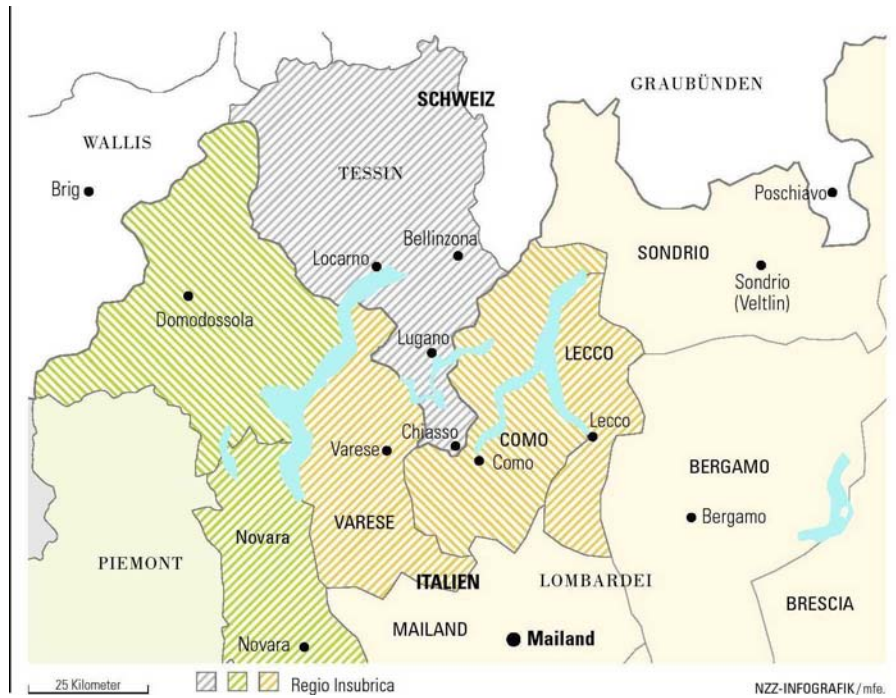 GRAUBÜNDEN
SCHWEIZ
WALLIS
TESSIN
Brig
Poschiavo
Bellinzona
Locarno
SONDRIO
Sondrio
(Veltlin)
Domodossola
Lugano
LECCO
Lecco
Chiasso
COMO
Varese
Como
BERGAMO
Bergamo
VARESE
Novara
PIEMONT
ITALIEN
LOMBARDEI
BRESCIA
MAILAND
Mailand
Novara
25 Kilometer
Regio Insubrica
NZZ-INFOGRAFIK/mfe.